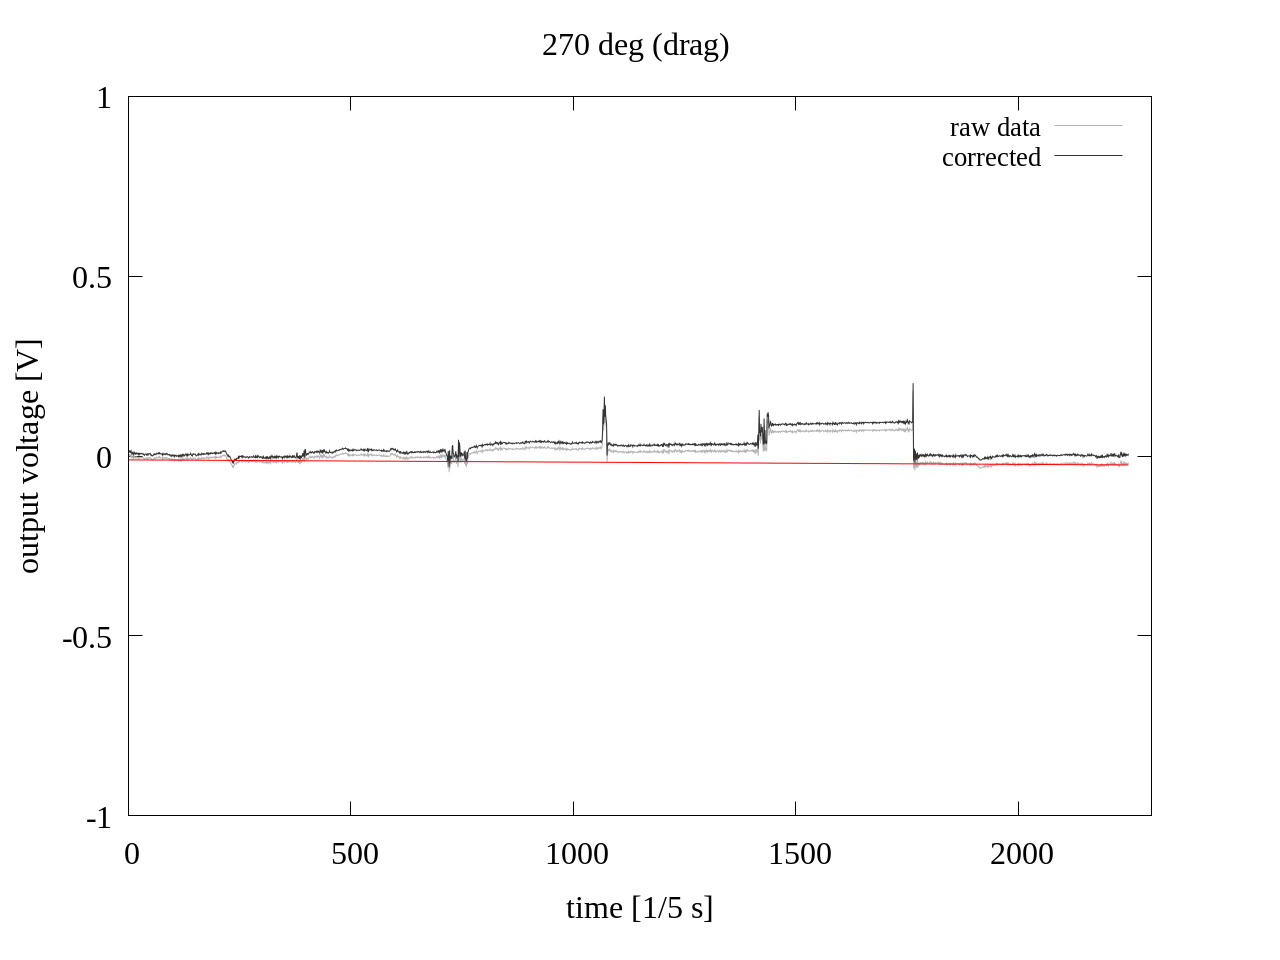 270 deg (drag)
raw data
corrected
1
0.5
0
-0.5
-1
output voltage [V]
0 500 1000 1500 2000
time [1/5 s]